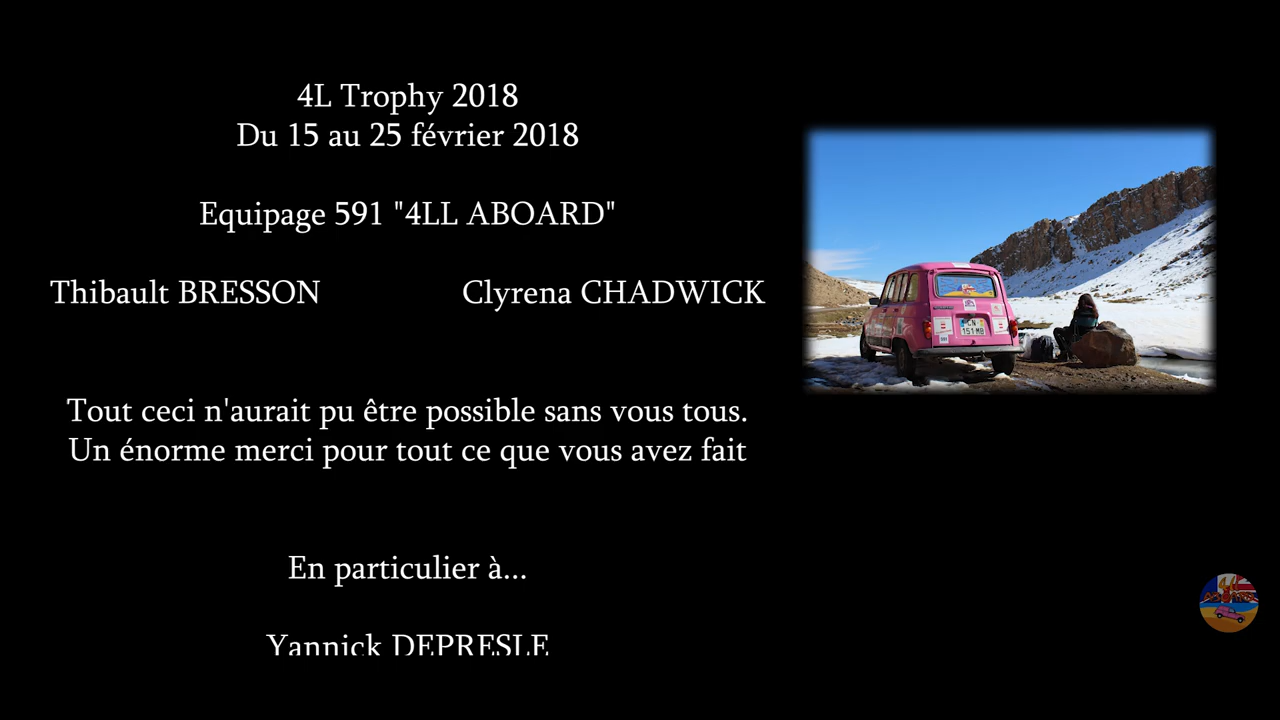 4L Trophy 2018
Du 15 au 25 février 2018
Equipage 591 "4LL ABOARD"
Thibault BRESSON Clyrena CHADWICK
Tout ceci n'aurait pu être possible sans vous tous.
Un énorme merci pour tout ce que vous avez fait
En particulier à...
Yannick DEPRESLE